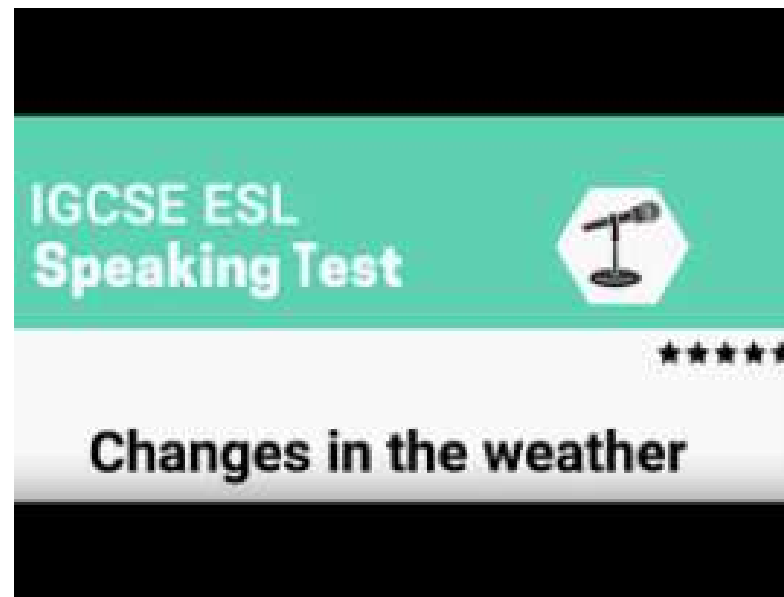 IGCSE ESL
Speaking Test
★★★★★
Changes in the weather